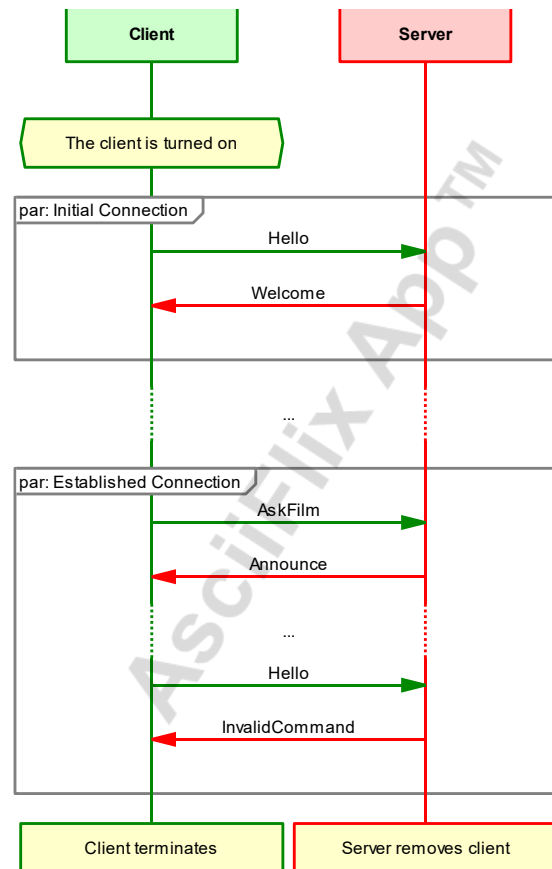 Client
Server
The client is turned on
par: Initial Connection
Hello
Welcome
...
par: Established Connection
AskFilm
Announce
...
Hello
InvalidCommand
Client terminates
Server removes client
AsciiFlix App™